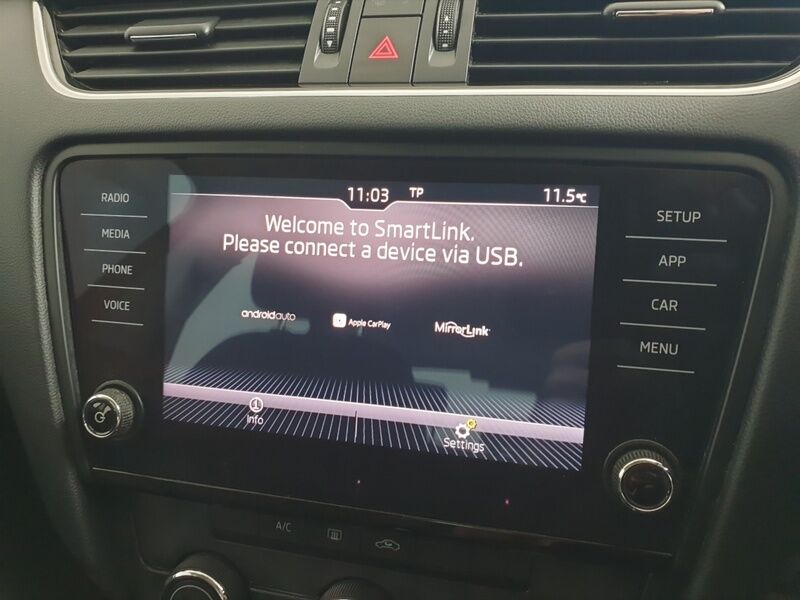 11:03 TP 11.5°C
RADIO
MEDIA
PHONE
VOICE
Welcome to SmartLink.
Please connect a device via USB.
androidauto Apple CarPlay MirrorLink
Info
Settings
SETUP
APP
CAR
MENU
A/C